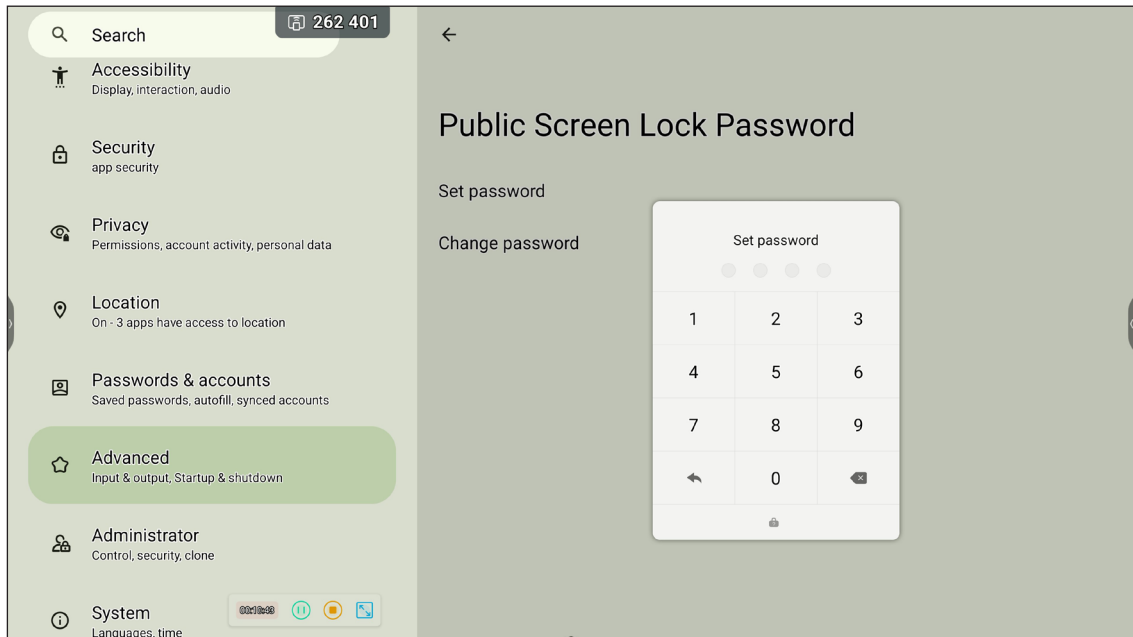 Search
262 401
Accessibility
Display, interaction, audio
Security
app security
Privacy
Permissions, account activity, personal data
Location
On - 3 apps have access to location
Passwords & accounts
Saved passwords, autofill, synced accounts
Advanced
Input & output, Startup & shutdown
Administrator
Control, security, clone
System
Languages, time
00:10:43
Public Screen Lock Password
Set password
Change password
Set password
1 2 3
4 5 6
7 8 9
0